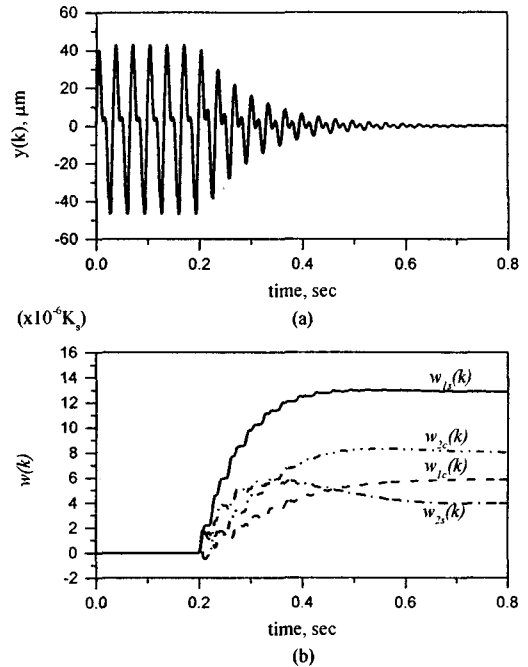 60
40
20
0
-20
-40
-60
y(k), μm
0.0 0.2 0.4 0.6 0.8
time, sec
(x10⁻⁶Kₛ)
(a)
16
14
12
10
8
6
4
2
0
-2
w(k)
w₁ₛ(k)
w₂c(k)
w₁c(k)
w₂ₛ(k)
0.0 0.2 0.4 0.6 0.8
time, sec
(b)